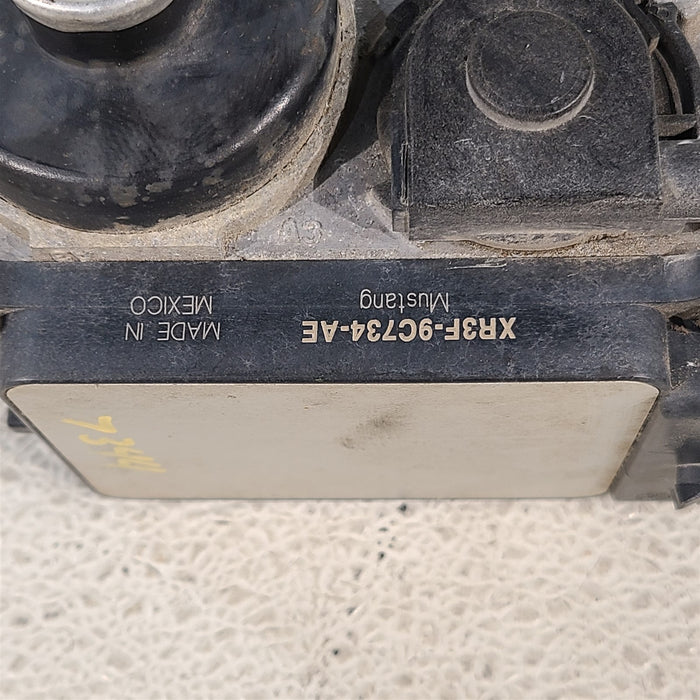 XR3F-9C734-AE
Mustang
MADE IN
MEXICO